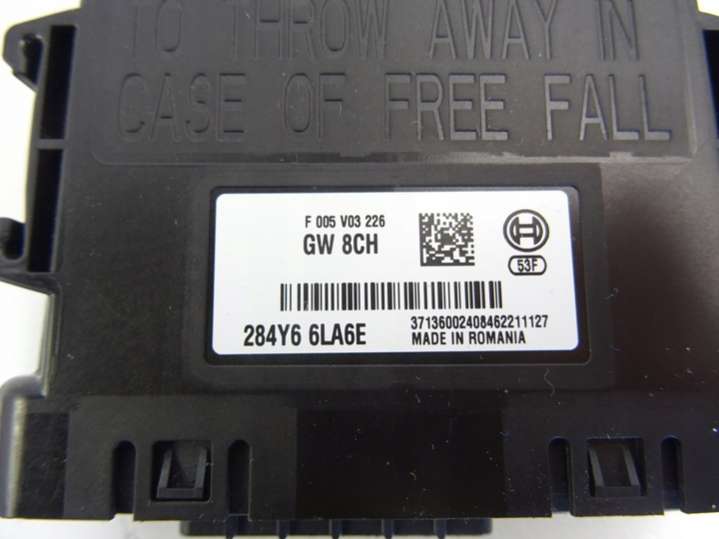 TO THROW AWAY IN
CASE OF FREE FALL
F 005 V03 226
GW 8CH
53F
284Y6 6LA6E
37136002408462211127
MADE IN ROMANIA